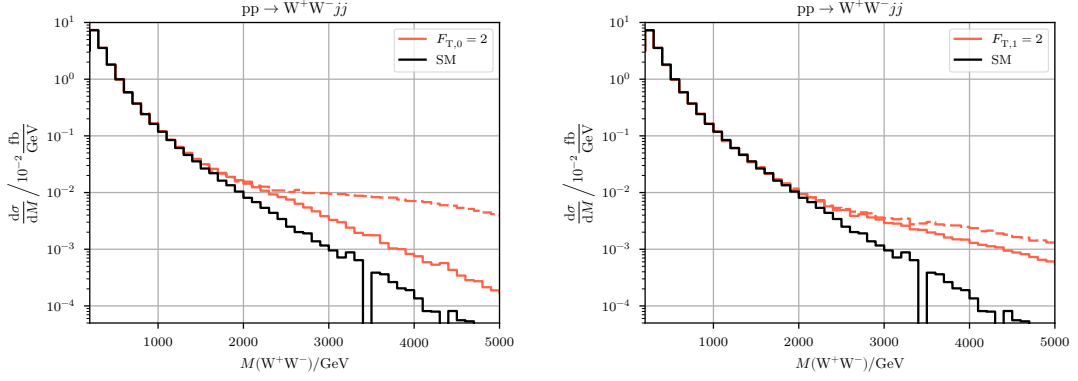 pp → W⁺W⁻jj
10¹
10⁰
10⁻¹
10⁻²
10⁻³
10⁻⁴
dσ/dM / 10⁻² fb/GeV
F_T,0 = 2
SM
1000 2000 3000 4000 5000
M(W⁺W⁻)/GeV
pp → W⁺W⁻jj
10¹
10⁰
10⁻¹
10⁻²
10⁻³
10⁻⁴
dσ/dM / 10⁻² fb/GeV
F_T,1 = 2
SM
1000 2000 3000 4000 5000
M(W⁺W⁻)/GeV